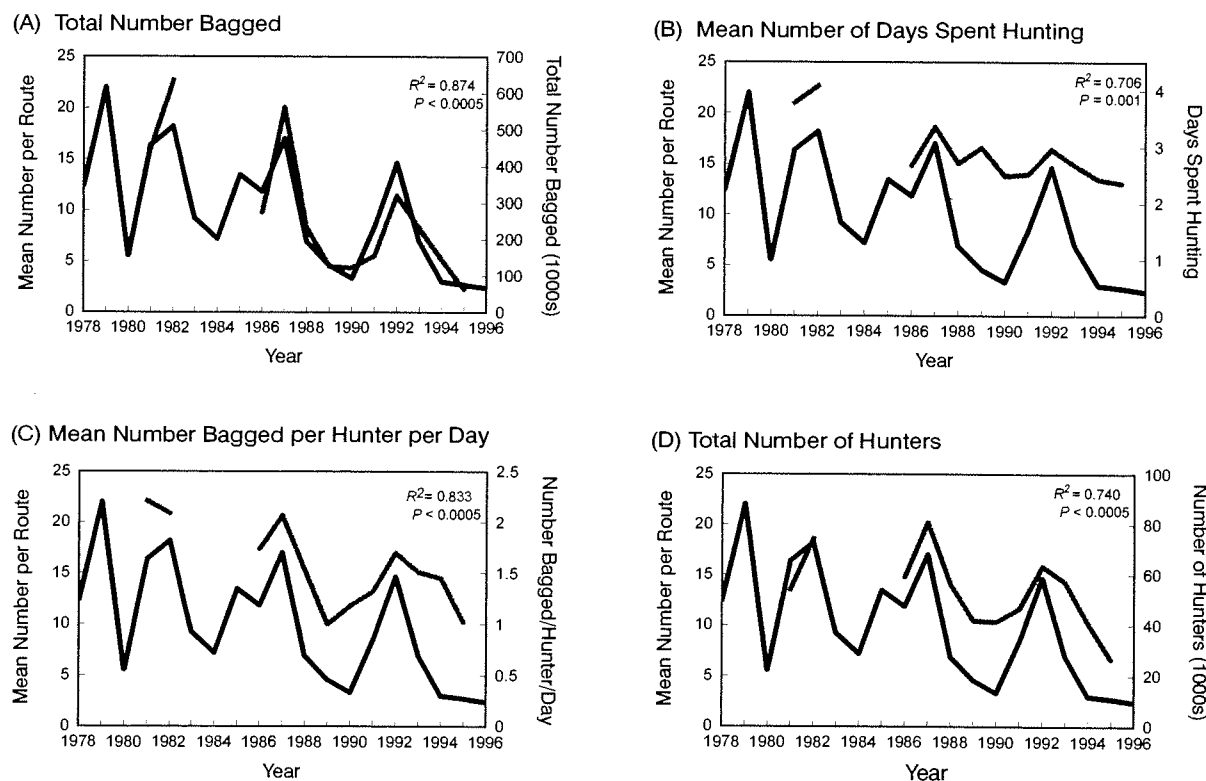 (A) Total Number Bagged
25
20
15
10
5
0
Mean Number per Route
700
600
500
400
300
200
100
0
Total Number Bagged (1000s)
R² = 0.874
P < 0.0005
1978 1980 1982 1984 1986 1988 1990 1992 1994 1996
Year
(B) Mean Number of Days Spent Hunting
25
20
15
10
5
0
Mean Number per Route
4
3
2
1
0
Days Spent Hunting
R² = 0.706
P = 0.001
1978 1980 1982 1984 1986 1988 1990 1992 1994 1996
Year
(C) Mean Number Bagged per Hunter per Day
25
20
15
10
5
0
Mean Number per Route
2.5
2
1.5
1
0.5
0
Number Bagged/Hunter/Day
R² = 0.833
P < 0.0005
1978 1980 1982 1984 1986 1988 1990 1992 1994 1996
Year
(D) Total Number of Hunters
25
20
15
10
5
0
Mean Number per Route
100
80
60
40
20
0
Number of Hunters (1000s)
R² = 0.740
P < 0.0005
1978 1980 1982 1984 1986 1988 1990 1992 1994 1996
Year